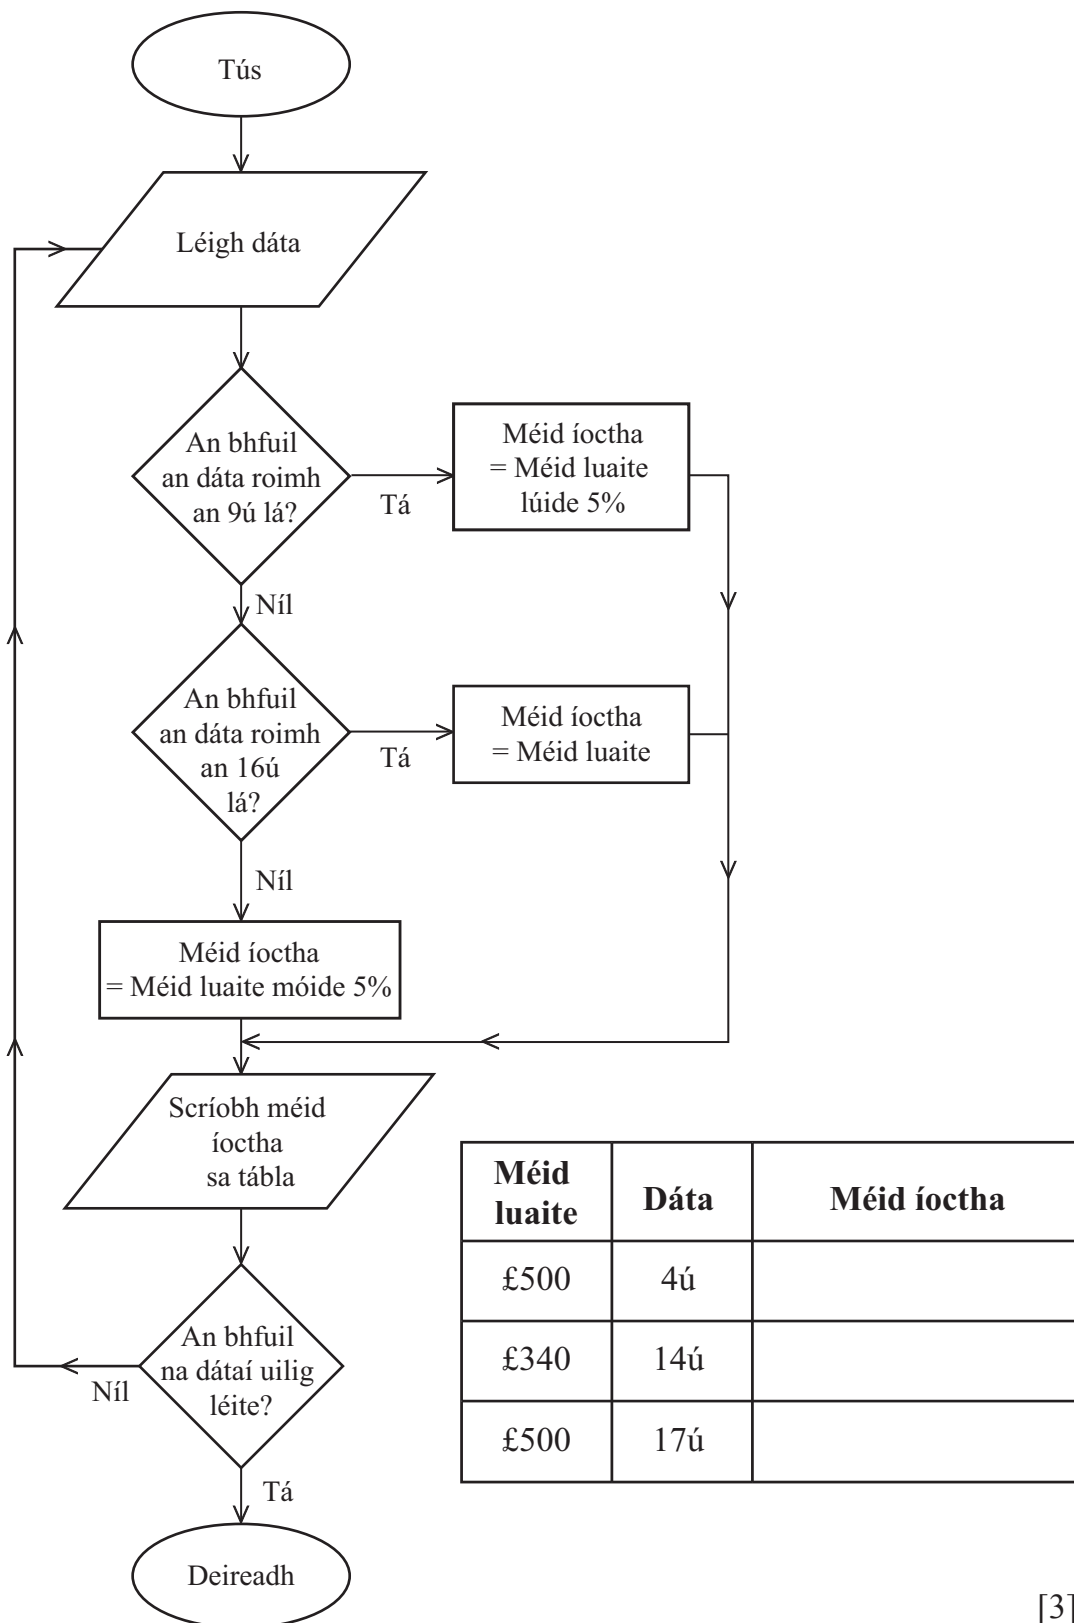 Tús
Léigh dáta
An bhfuil
an dáta roimh
an 9ú lá?
Tá
Méid íoctha
= Méid luaite
lúide 5%
Níl
An bhfuil
an dáta roimh
an 16ú
lá?
Tá
Méid íoctha
= Méid luaite
Níl
Méid íoctha
= Méid luaite móide 5%
Scríobh méid
íoctha
sa tábla
An bhfuil
na dátaí uilig
léite?
Níl
Tá
Deireadh
Méid
luaite
Dáta
Méid íoctha
£500 4ú
£340 14ú
£500 17ú
[3]